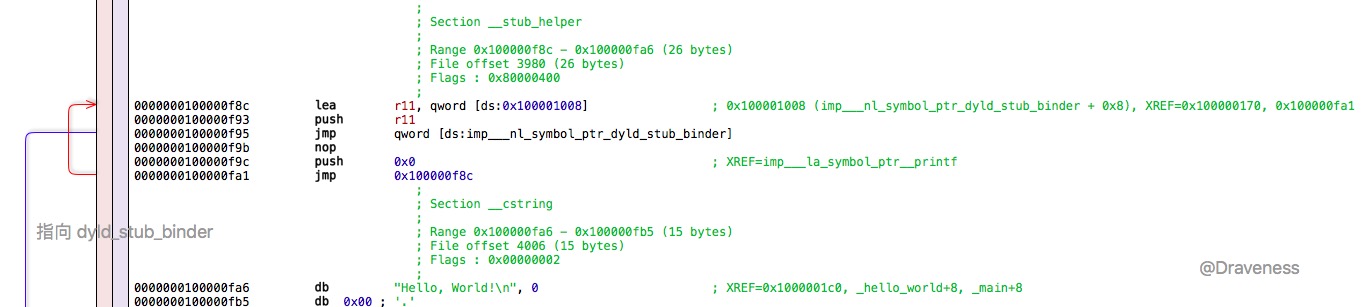 ;
; Section __stub_helper
;
; Range 0x100000f8c - 0x100000fa6 (26 bytes)
; File offset 3980 (26 bytes)
; Flags : 0x80000400
;
0000000100000f8c lea r11, qword [ds:0x100001008] ; 0x100001008 (imp___nl_symbol_ptr_dyld_stub_binder + 0x8), XREF=0x100000170, 0x100000fa1
0000000100000f93 push r11
0000000100000f95 jmp qword [ds:imp___nl_symbol_ptr_dyld_stub_binder]
0000000100000f9b nop
0000000100000f9c push 0x0 ; XREF=imp___la_symbol_ptr__printf
0000000100000fa1 jmp 0x100000f8c
;
; Section __cstring
;
指向 dyld_stub_binder
; Range 0x100000fa6 - 0x100000fb5 (15 bytes)
; File offset 4006 (15 bytes)
; Flags : 0x00000002
;
@Draveness
0000000100000fa6 db "Hello, World!\n", 0 ; XREF=0x1000001c0, _hello_world+8, _main+8
0000000100000fb5 db 0x00 ; '.'